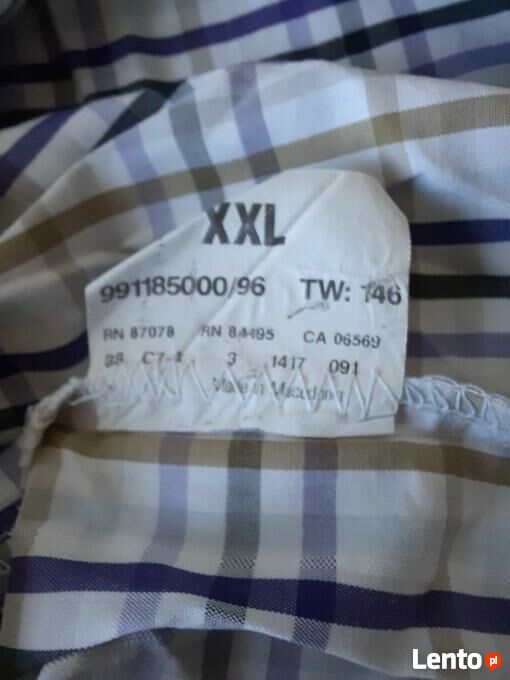 XXL
991185000/96 TW: 146
RN 87078 RN 84495 CA 06569
38 C7-1 3 1417 091
Made in Macedonia
Lento.pl